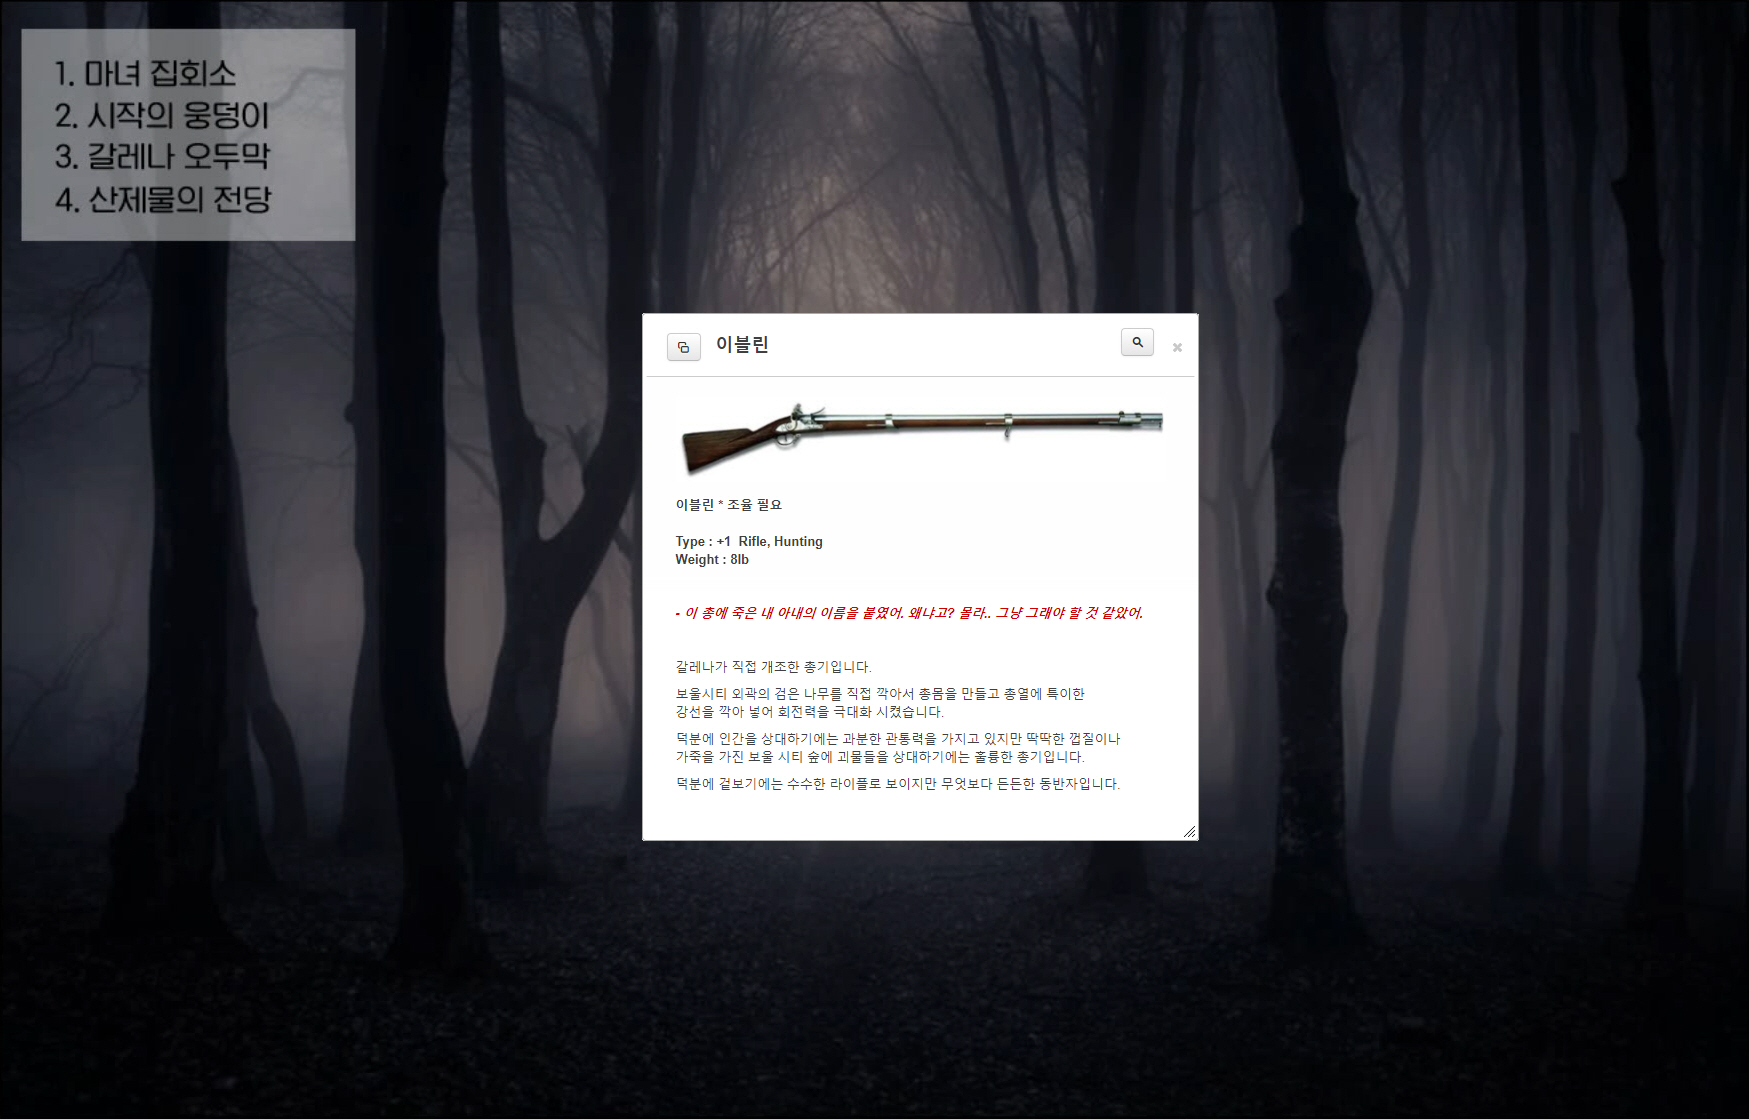 1. 마녀 집회소
2. 시작의 웅덩이
3. 갈레나 오두막
4. 산제물의 전당
이블린
이블린 * 조율 필요
Type : +1  Rifle, Hunting
Weight : 8lb
- 이 총에 죽은 내 아내의 이름을 붙였어. 왜냐고? 몰라.. 그냥 그래야 할 것 같았어.
갈레나가 직접 개조한 총기입니다.
보울시티 외곽의 검은 나무를 직접 깍아서 총몸을 만들고 총열에 특이한
강선을 깍아 넣어 회전력을 극대화 시켰습니다.
덕분에 인간을 상대하기에는 과분한 관통력을 가지고 있지만 딱딱한 껍질이나
가죽을 가진 보울 시티 숲에 괴물들을 상대하기에는 훌륭한 총기입니다.
덕분에 겉보기에는 수수한 라이플로 보이지만 무엇보다 든든한 동반자입니다.